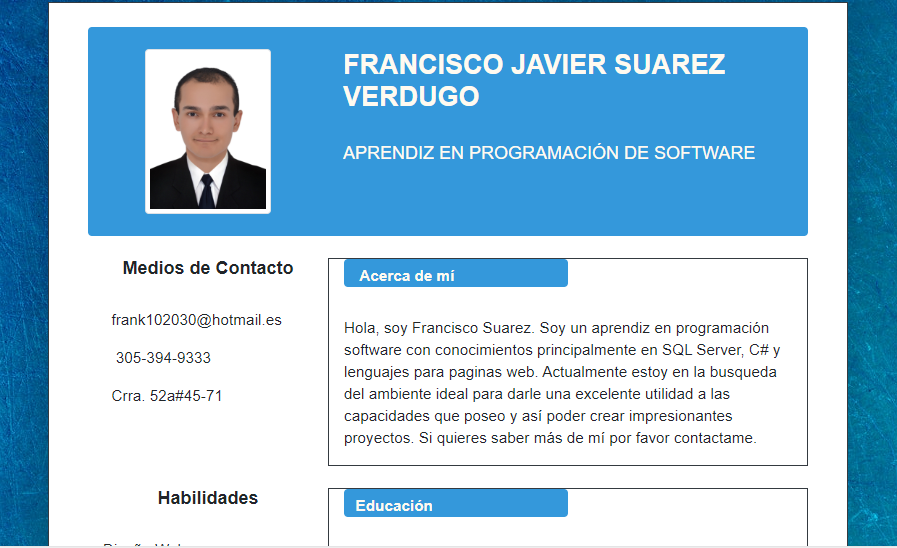 FRANCISCO JAVIER SUAREZ
VERDUGO
APRENDIZ EN PROGRAMACIÓN DE SOFTWARE
Medios de Contacto
frank102030@hotmail.es
305-394-9333
Crra. 52a#45-71
Acerca de mí
Hola, soy Francisco Suarez. Soy un aprendiz en programación
software con conocimientos principalmente en SQL Server, C# y
lenguajes para paginas web. Actualmente estoy en la busqueda
del ambiente ideal para darle una excelente utilidad a las
capacidades que poseo y así poder crear impresionantes
proyectos. Si quieres saber más de mí por favor contactame.
Habilidades
Educación